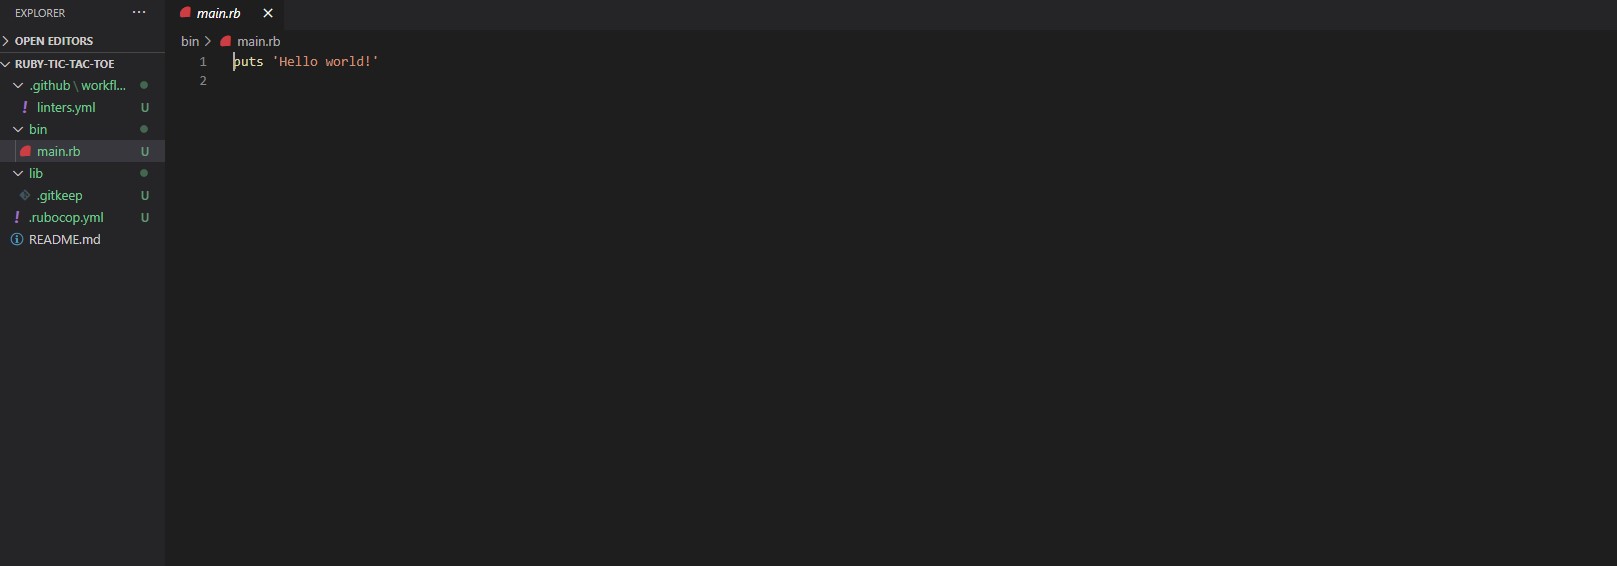 EXPLORER ···
OPEN EDITORS
RUBY-TIC-TAC-TOE
.github \ workfl...
! linters.yml U
bin
main.rb U
lib
.gitkeep U
! .rubocop.yml U
README.md
main.rb
bin > main.rb
1 puts 'Hello world!'
2